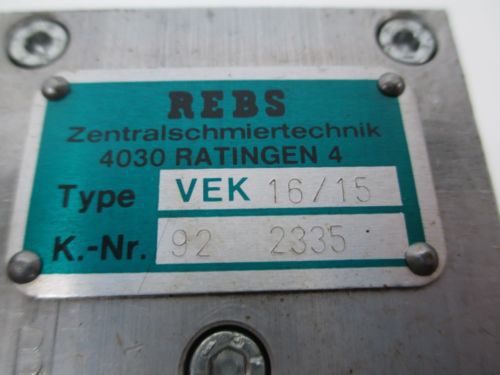 REBS
Zentralschmiertechnik
4030 RATINGEN 4
Type VEK 16/15
K.-Nr. 92 2335